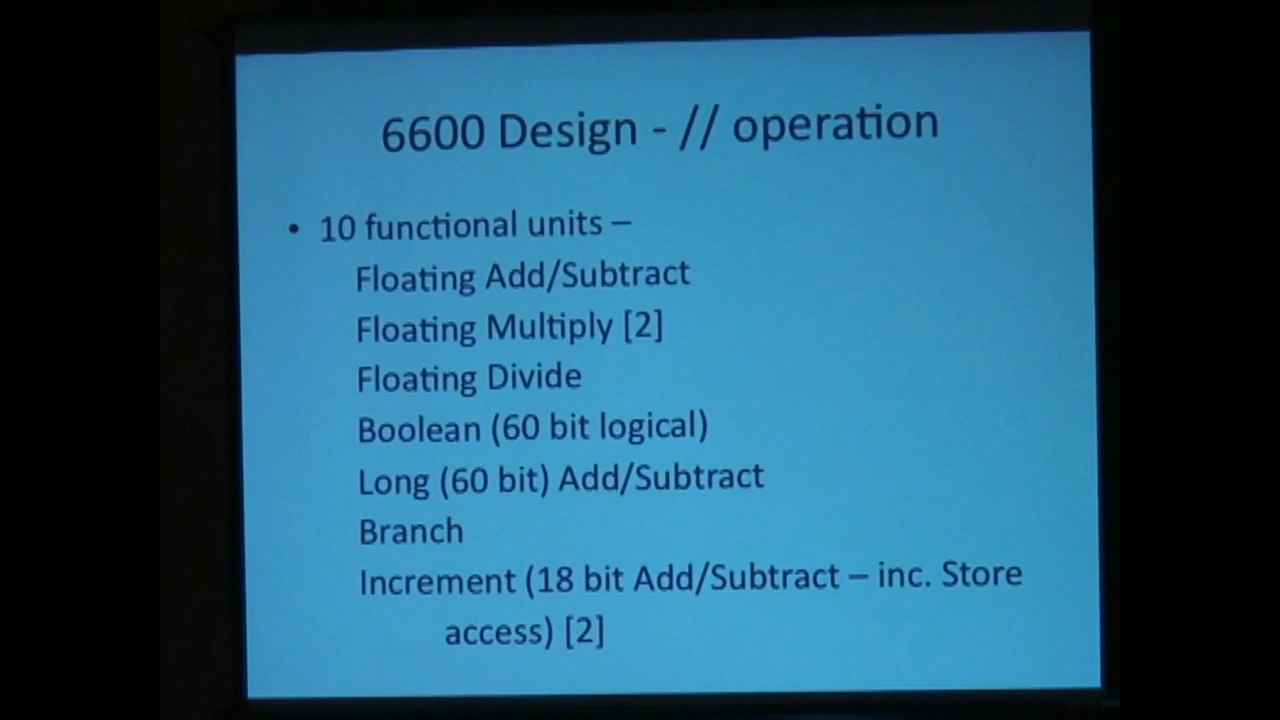 6600 Design - // operation
• 10 functional units –
Floating Add/Subtract
Floating Multiply [2]
Floating Divide
Boolean (60 bit logical)
Long (60 bit) Add/Subtract
Branch
Increment (18 bit Add/Subtract – inc. Store
access) [2]